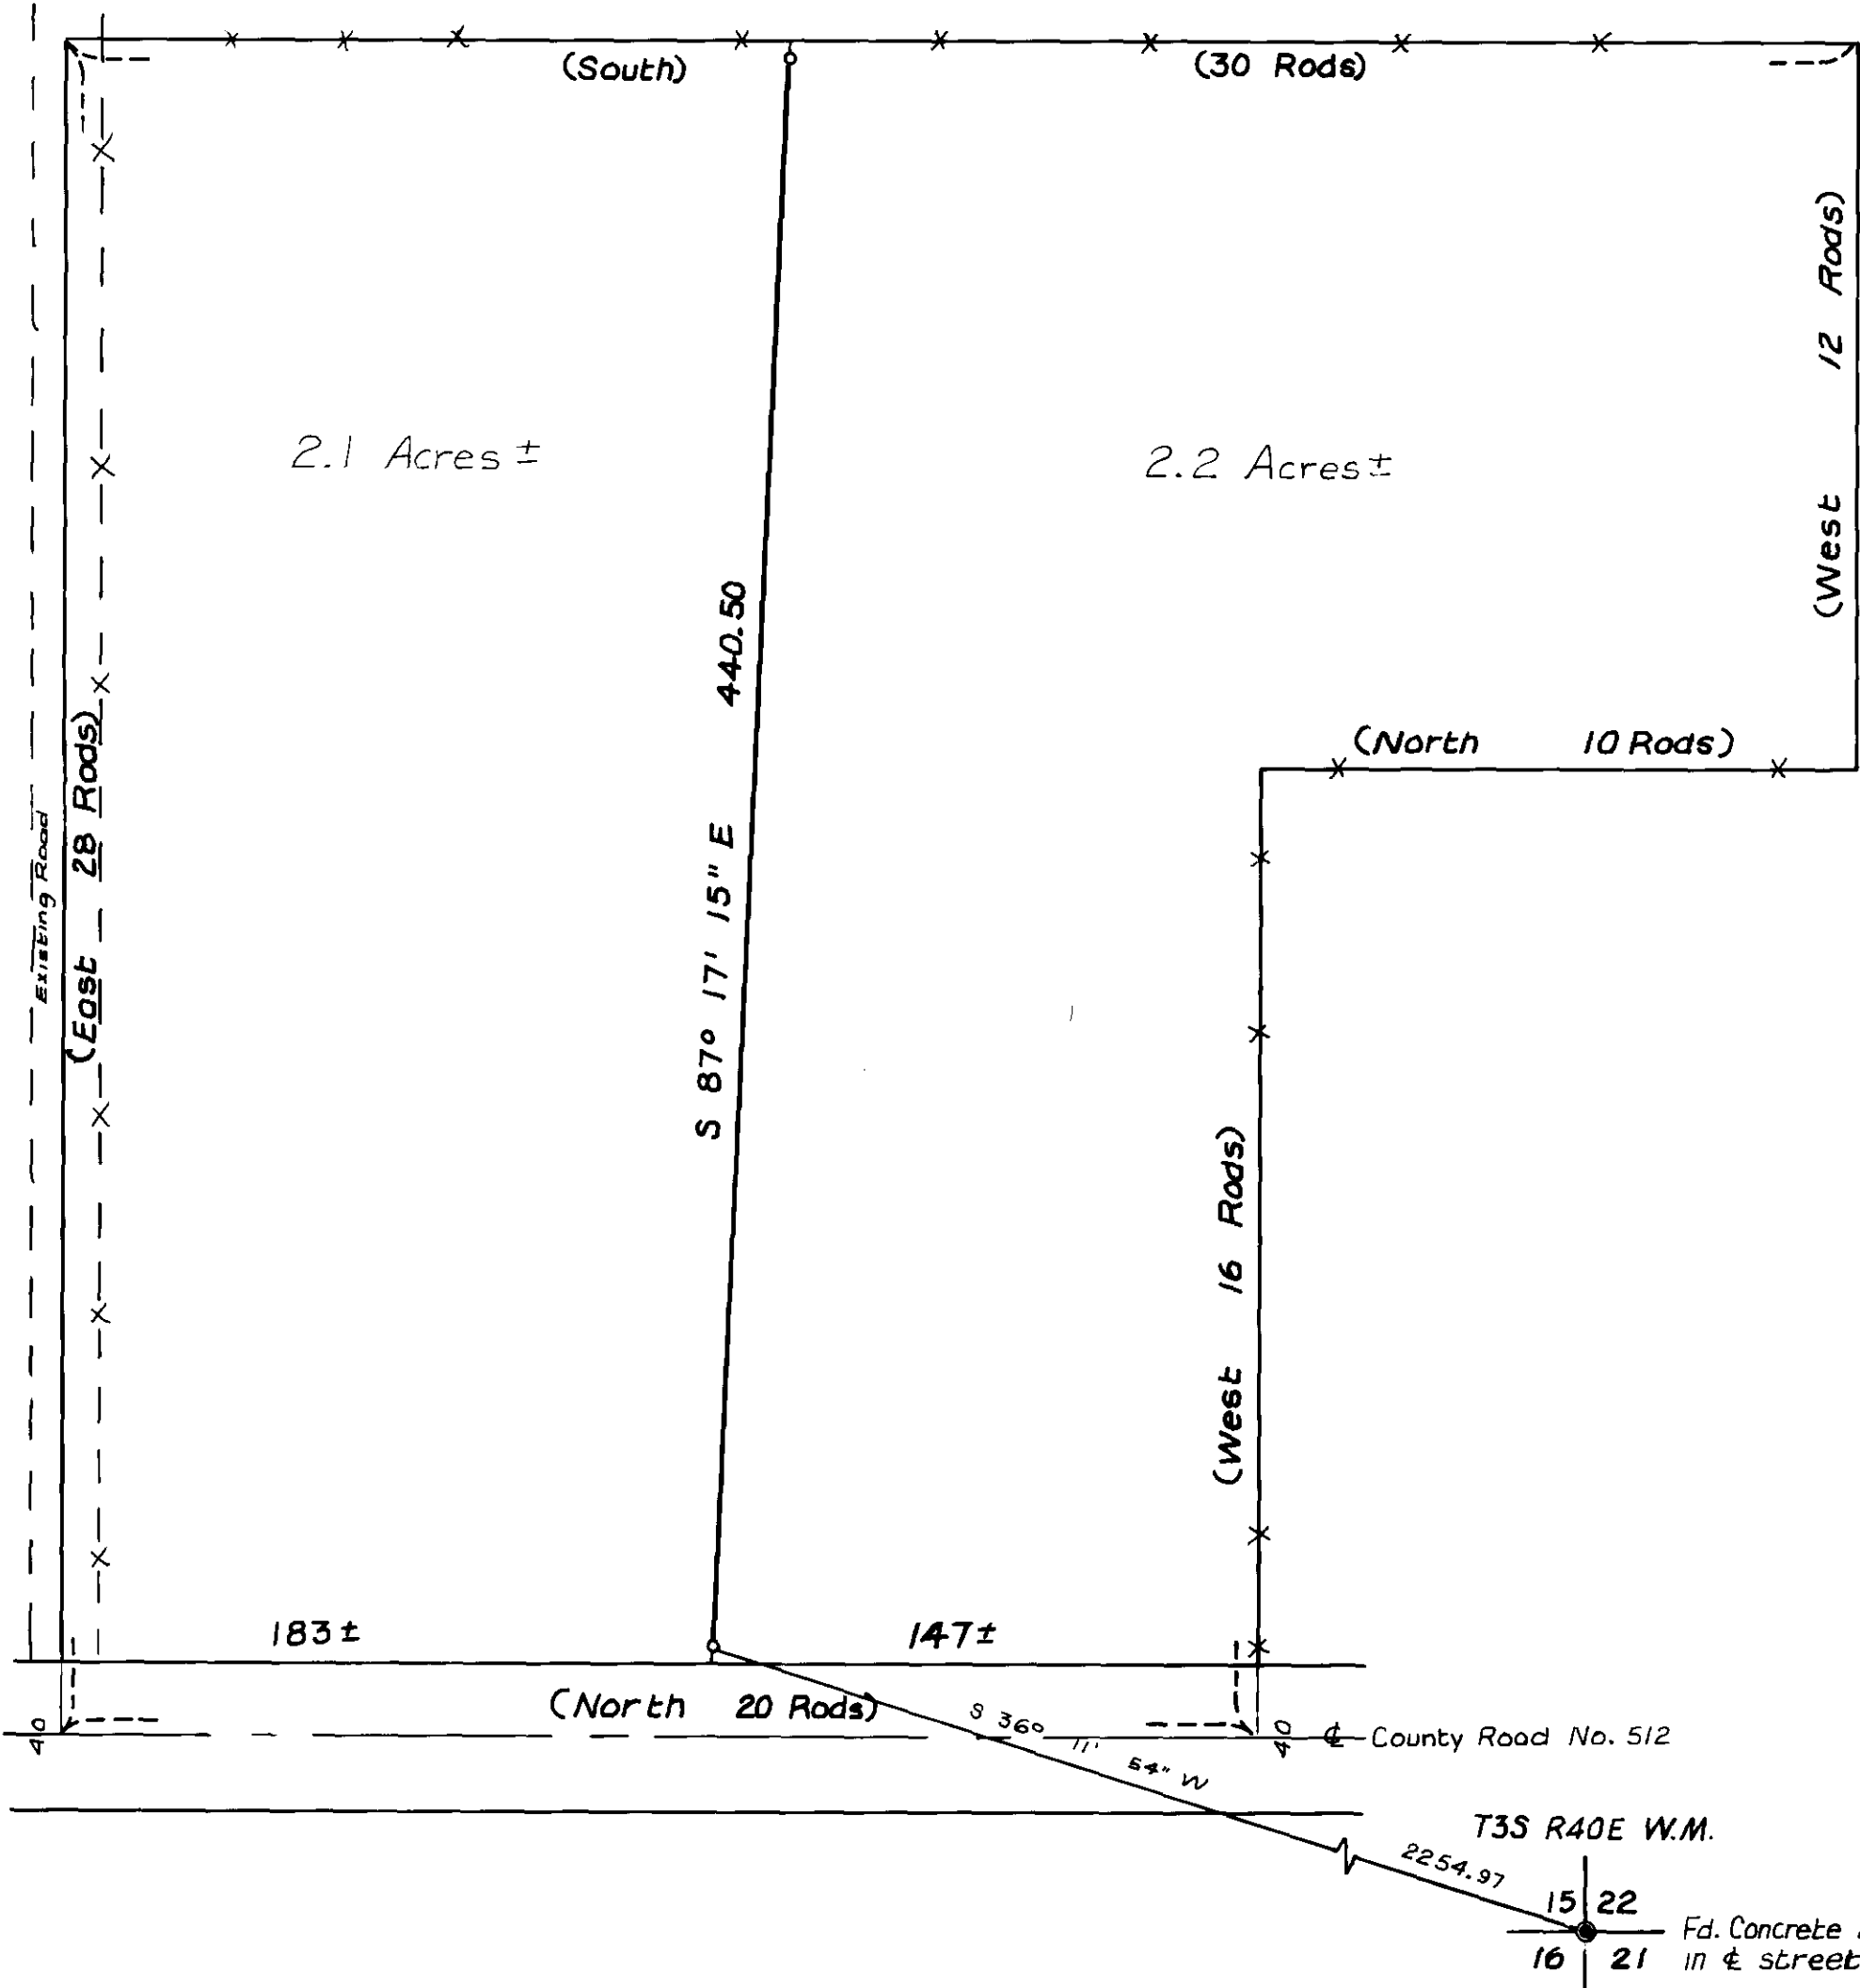 (South)
(30 Rods)
(West 12 Rods)
2.1 Acres ±
2.2 Acres ±
S 87° 17' 15" E 440.50
(North 10 Rods)
Existing Road
(East 28 Rods)
(West 16 Rods)
183 ±
147 ±
(North 20 Rods)
40
40
℄ County Road No. 512
S 36° 11' 54" W
2254.97
T3S R40E W.M.
15 22
16 21
Fd. Concrete
in ℄ street